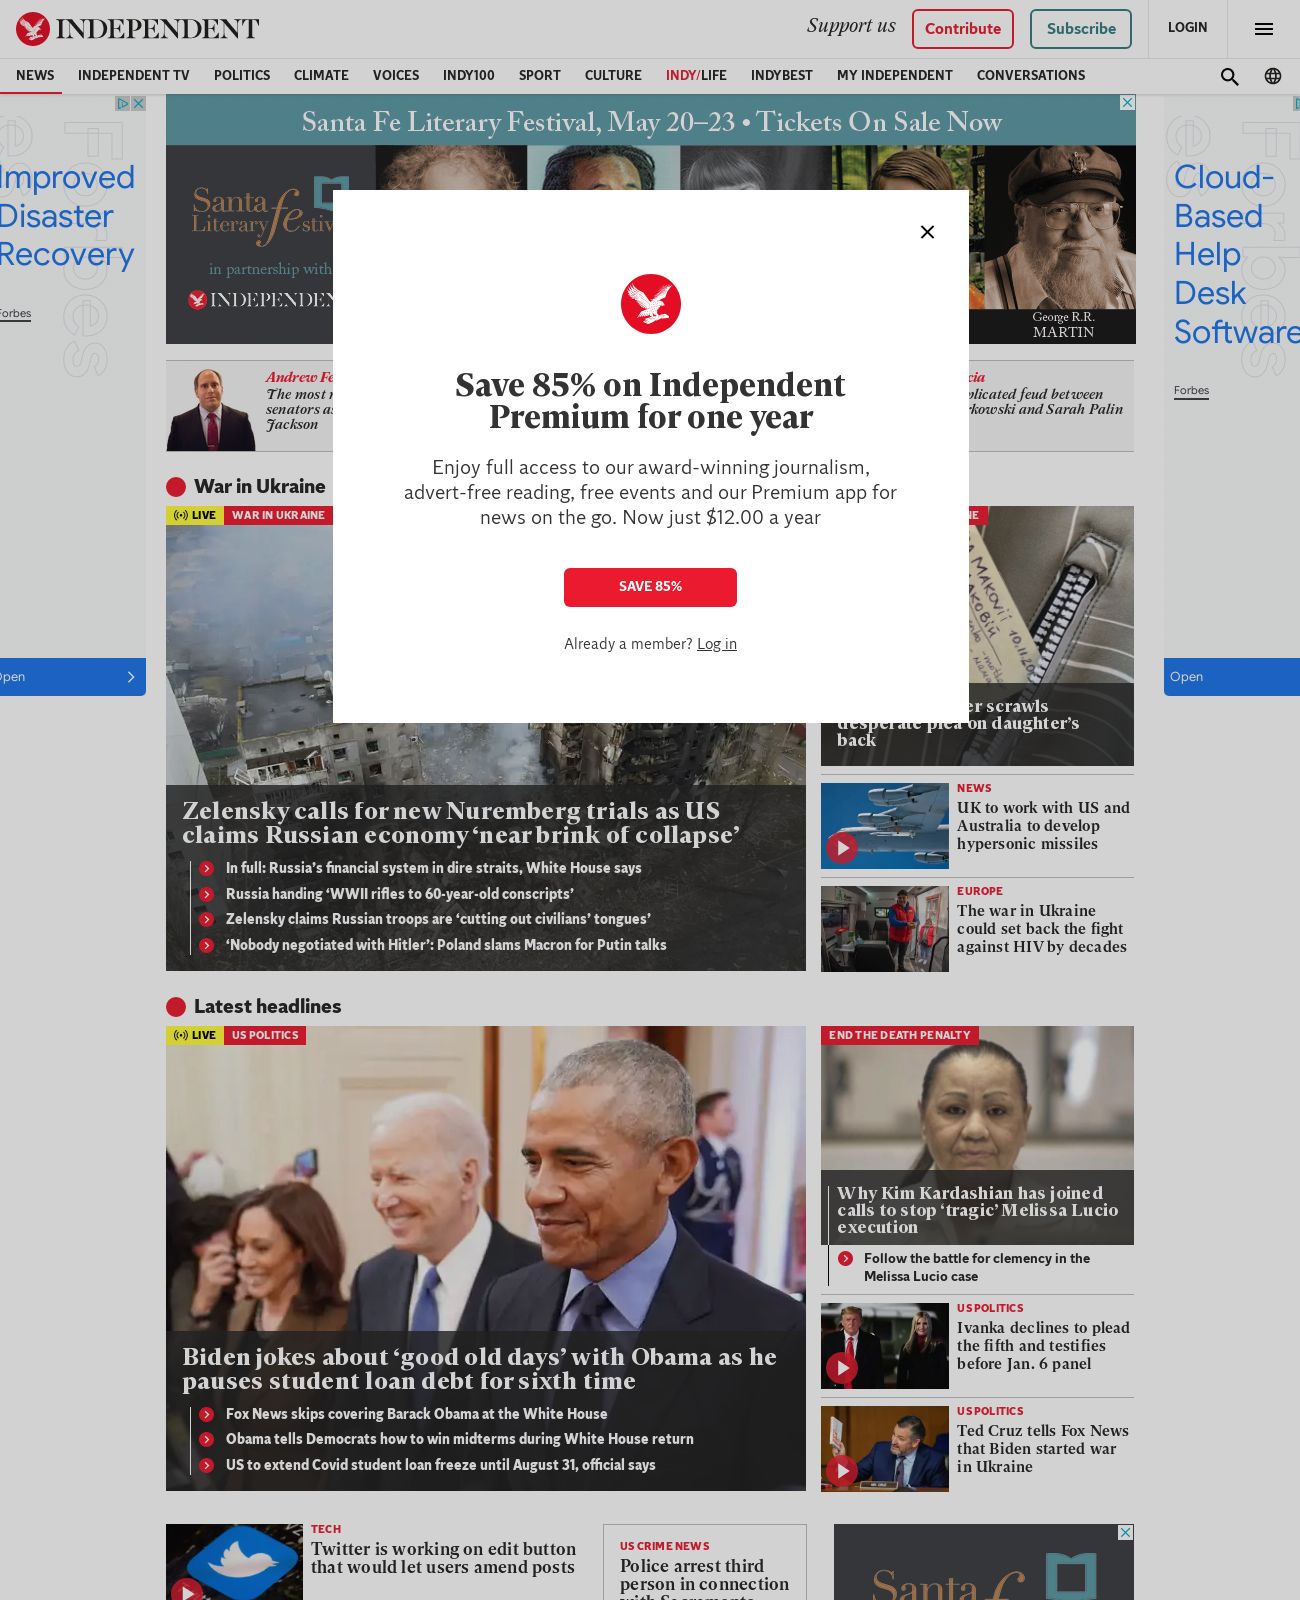 INDEPENDENT
Support us
Contribute
Subscribe
LOGIN
NEWS
INDEPENDENT TV
POLITICS
CLIMATE
VOICES
INDY100
SPORT
CULTURE
INDY/LIFE
INDYBEST
MY INDEPENDENT
CONVERSATIONS
Improved
Disaster
Recovery
Forbes
Open
Santa Fe Literary Festival, May 20–23 • Tickets On Sale Now
Santa fe
Literary Festiv
in partnership with
INDEPENDEN
George R.R.
MARTIN
Cloud-
Based
Help
Desk
Software
Forbes
Open
Save 85% on Independent
Premium for one year
Enjoy full access to our award-winning journalism,
advert-free reading, free events and our Premium app for
news on the go. Now just $12.00 a year
SAVE 85%
Already a member? Log in
Andrew Fe
The most
senators as
Jackson
and Sarah Palin
feud between
War in Ukraine
LIVE
WAR IN UKRAINE
scrawls
desperate plea on daughter's
back
Zelensky calls for new Nuremberg trials as US
claims Russian economy ‘near brink of collapse’
In full: Russia’s financial system in dire straits, White House says
Russia handing ‘WWII rifles to 60-year-old conscripts’
Zelensky claims Russian troops are ‘cutting out civilians’ tongues’
‘Nobody negotiated with Hitler’: Poland slams Macron for Putin talks
NEWS
UK to work with US and
Australia to develop
hypersonic missiles
EUROPE
The war in Ukraine
could set back the fight
against HIV by decades
Latest headlines
LIVE
US POLITICS
Biden jokes about ‘good old days’ with Obama as he
pauses student loan debt for sixth time
Fox News skips covering Barack Obama at the White House
Obama tells Democrats how to win midterms during White House return
US to extend Covid student loan freeze until August 31, official says
END THE DEATH PENALTY
Why Kim Kardashian has joined
calls to stop ‘tragic’ Melissa Lucio
execution
Follow the battle for clemency in the
Melissa Lucio case
US POLITICS
Ivanka declines to plead
the fifth and testifies
before Jan. 6 panel
US POLITICS
Ted Cruz tells Fox News
that Biden started war
in Ukraine
TECH
Twitter is working on edit button
that would let users amend posts
US CRIME NEWS
Police arrest third
person in connection
with Sacramento
Santa f